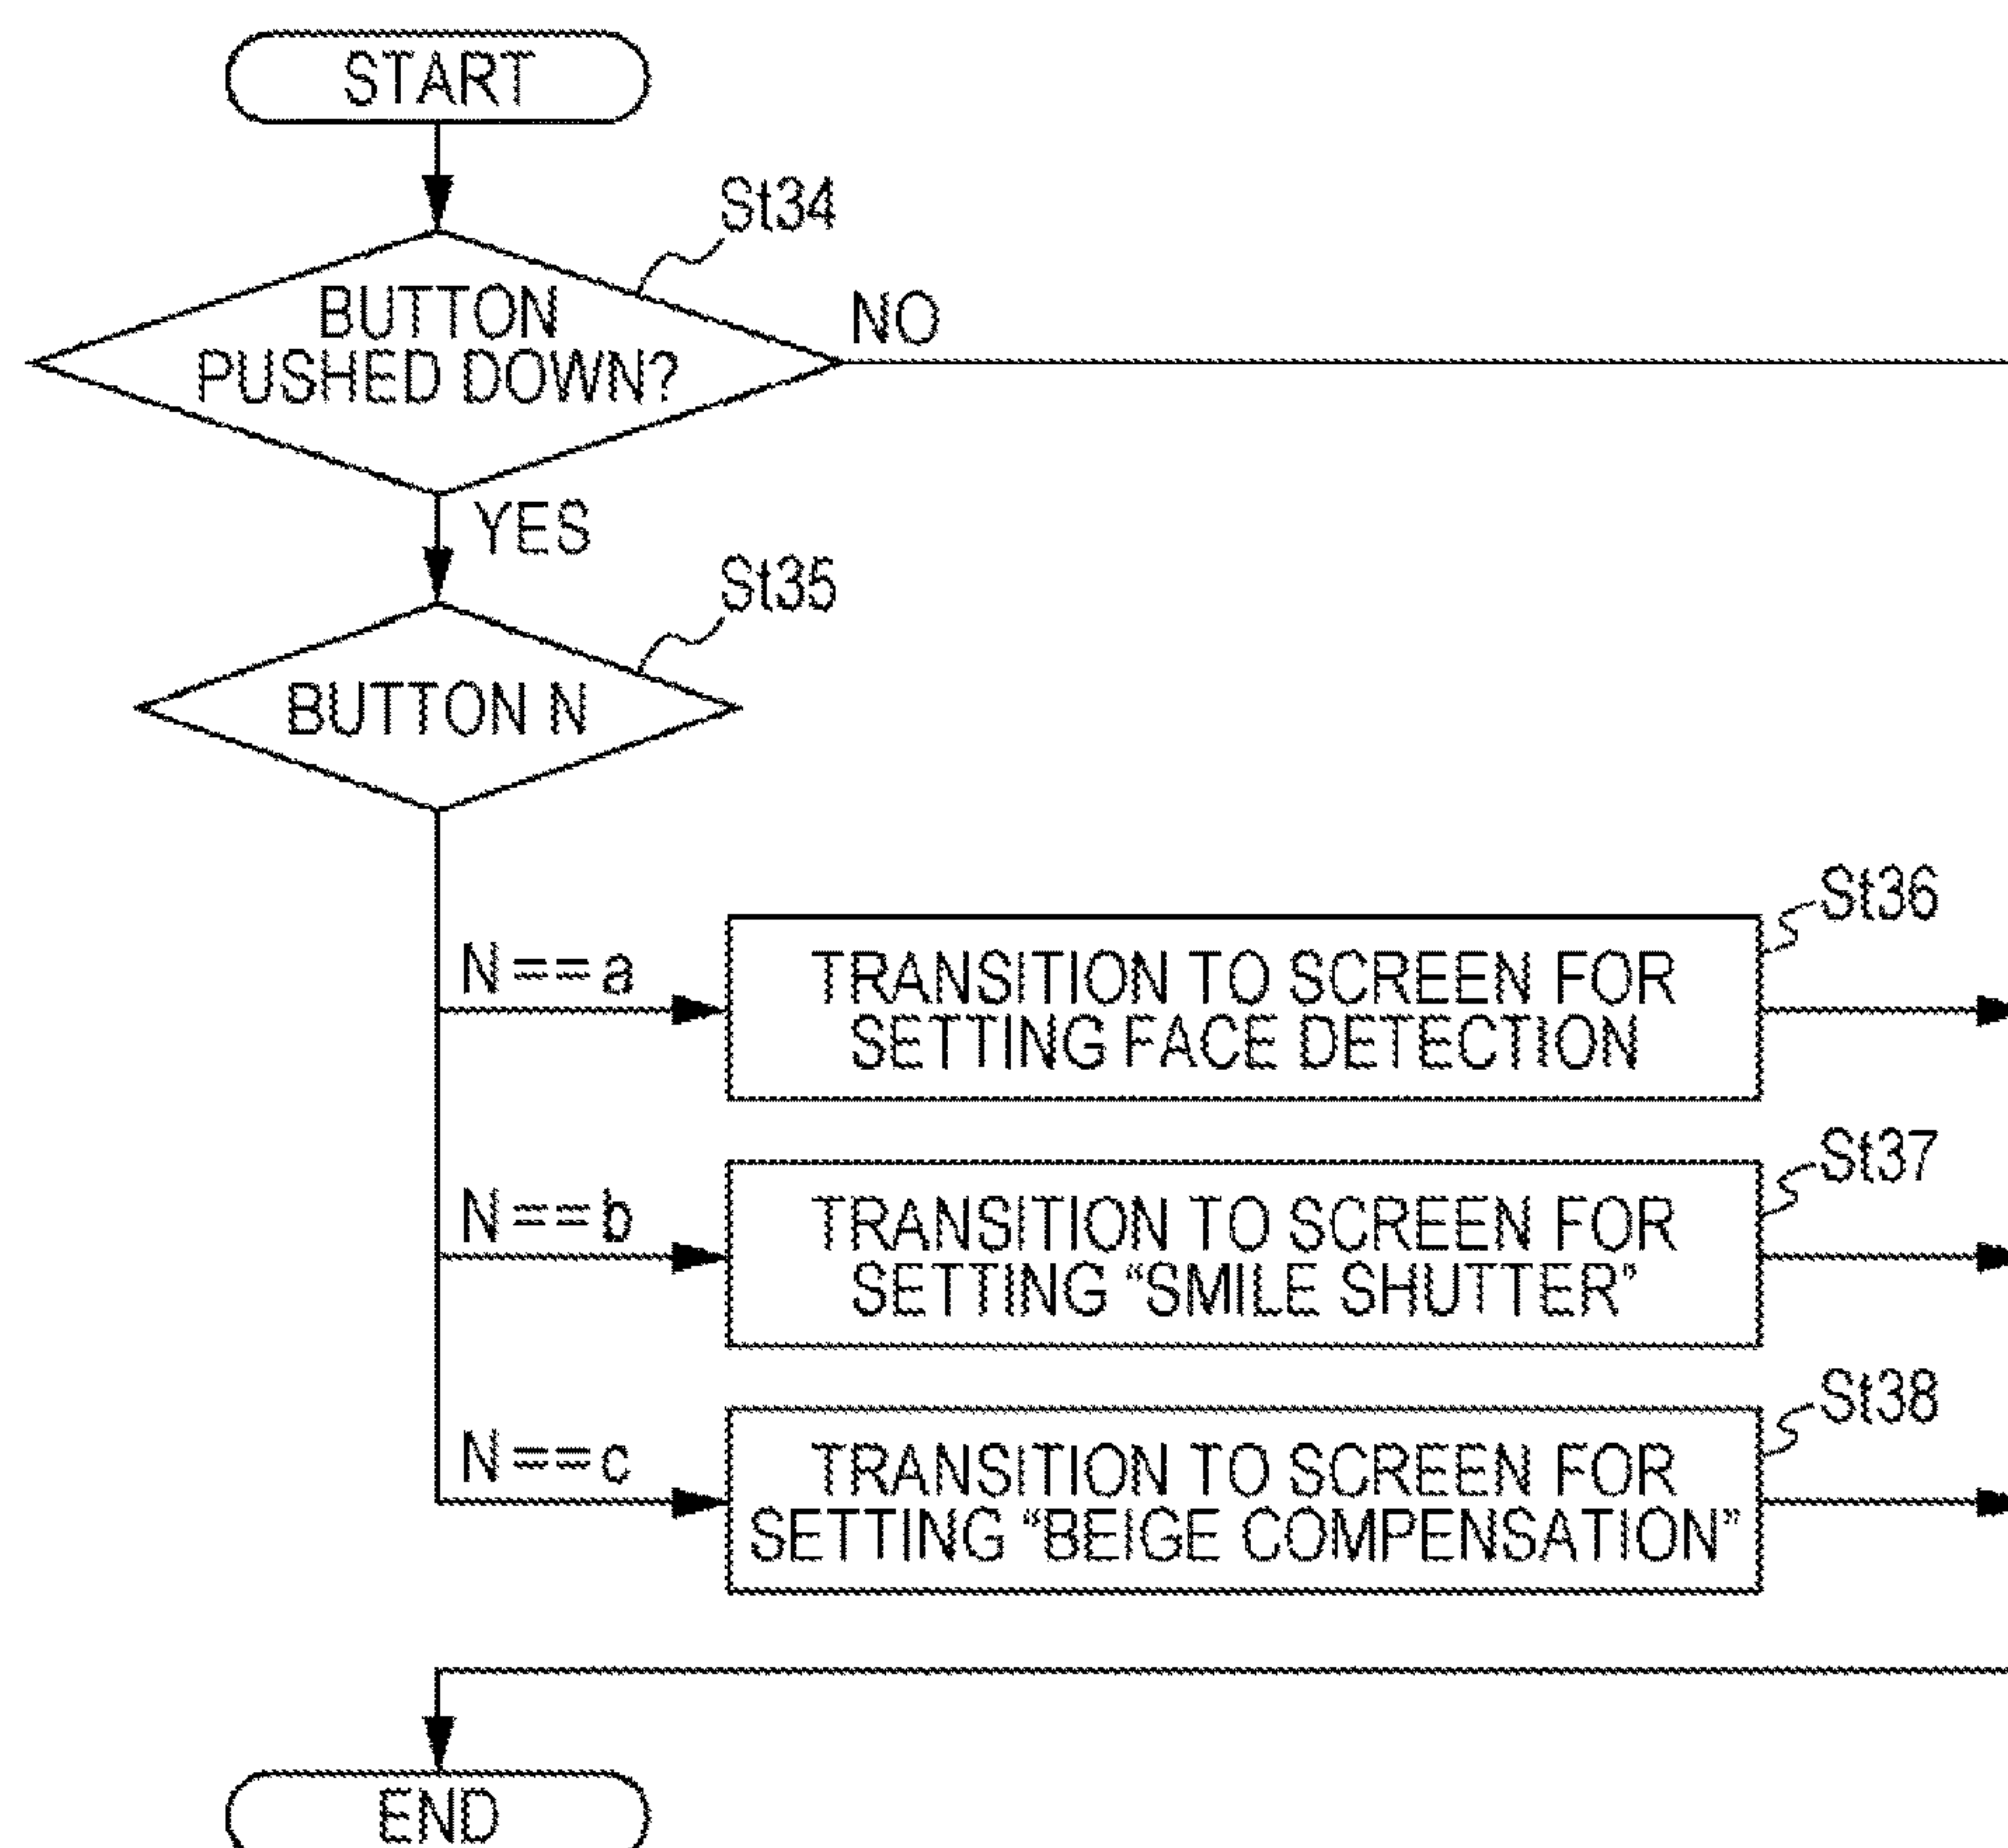 START
St34
BUTTON
PUSHED DOWN?
NO
YES
St35
BUTTON N
St36
N==a
TRANSITION TO SCREEN FOR
SETTING FACE DETECTION
St37
N==b
TRANSITION TO SCREEN FOR
SETTING “SMILE SHUTTER”
St38
N==c
TRANSITION TO SCREEN FOR
SETTING “BEIGE COMPENSATION”
END